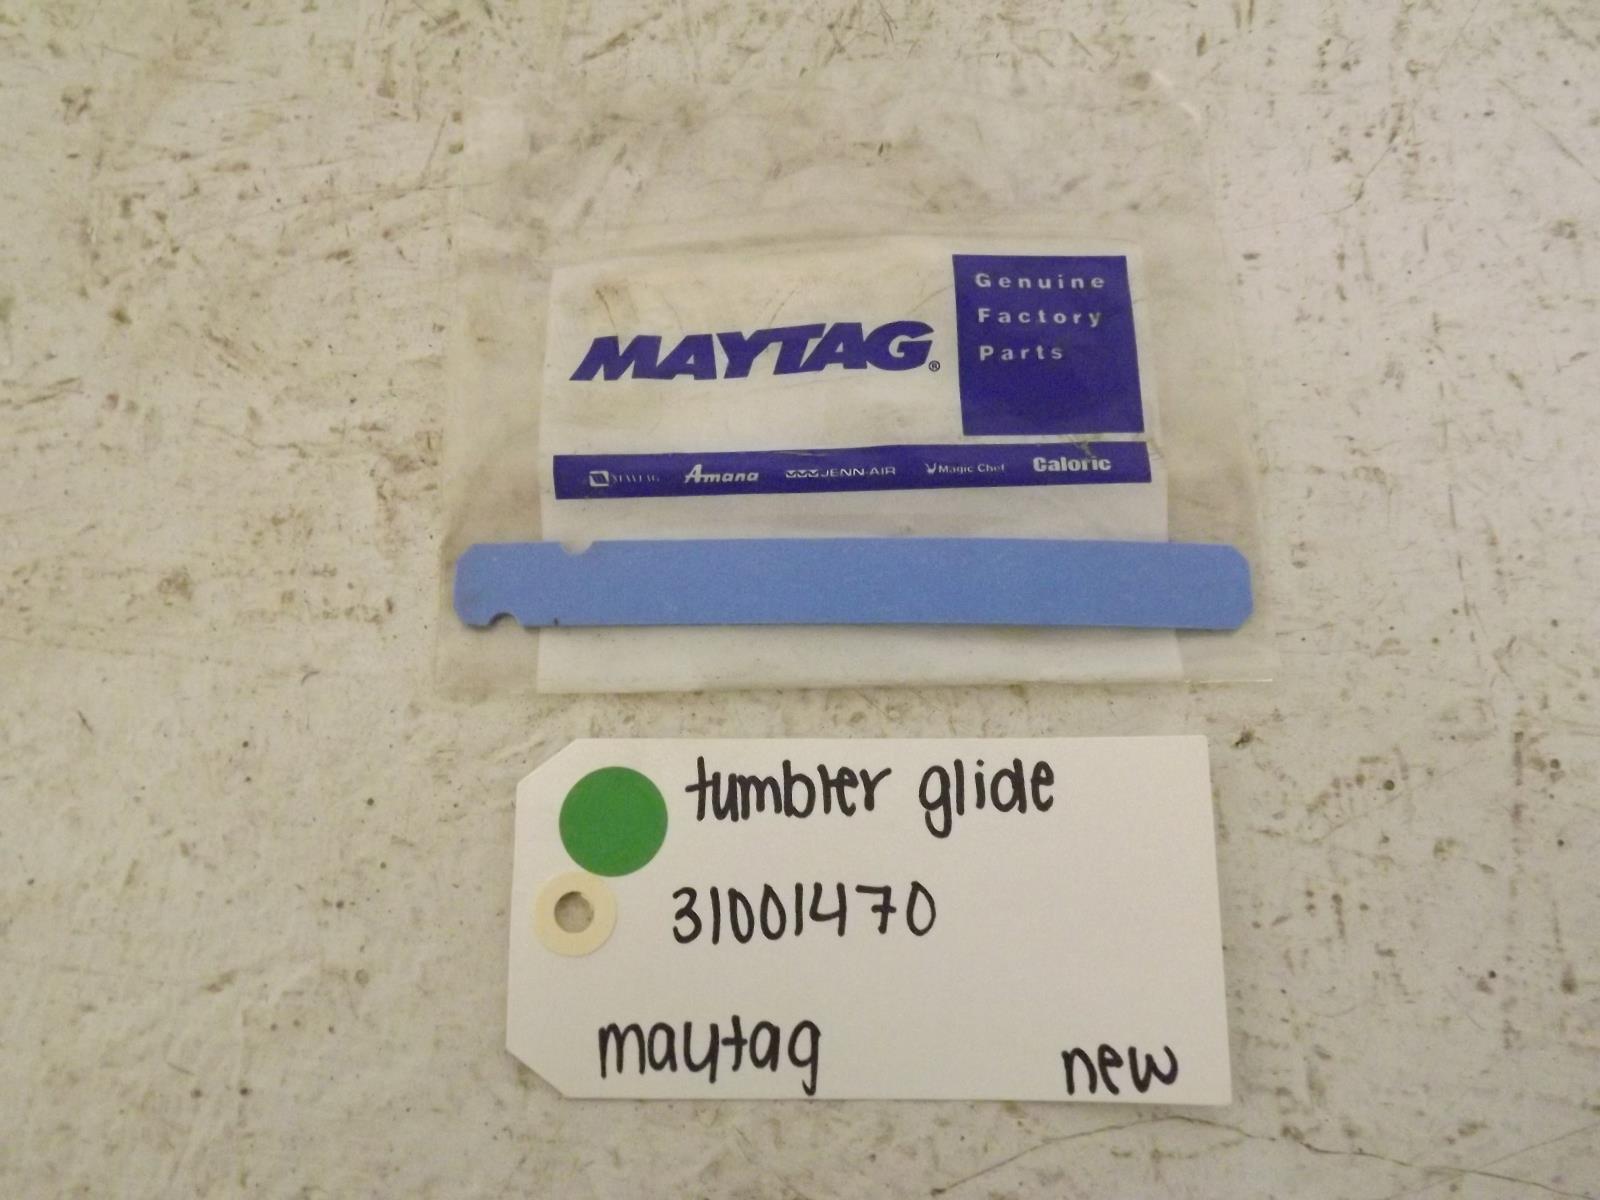 MAYTAG®
Genuine
Factory
Parts
MAYTAG Amana JENN-AIR Magic Chef Caloric
tumbler glide
31001470
maytag
new